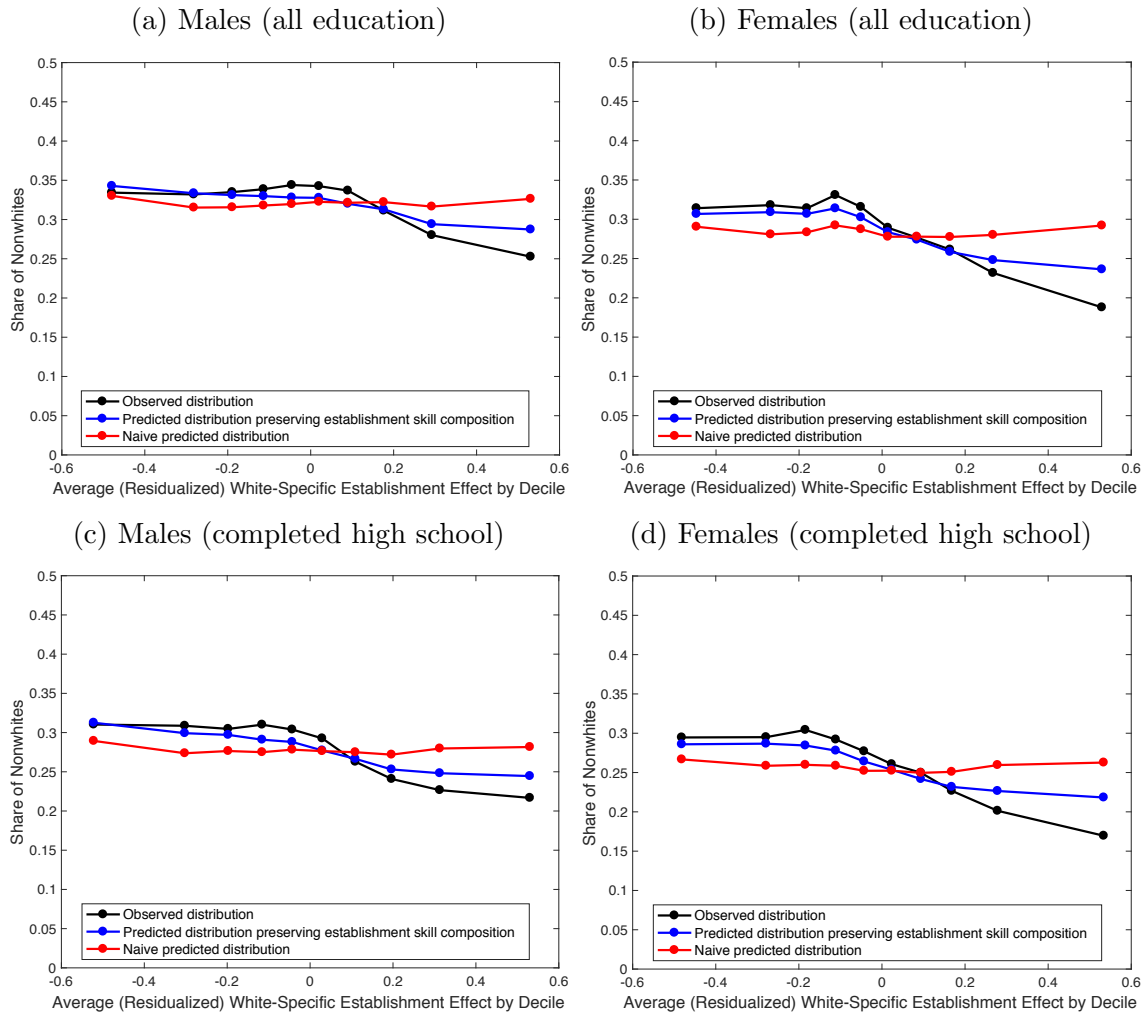 (a) Males (all education)
0.5
0.45
0.4
0.35
0.3
0.25
0.2
0.15
0.1
0.05
0
Share of Nonwhites
Observed distribution
Predicted distribution preserving establishment skill composition
Naive predicted distribution
-0.6 -0.4 -0.2 0 0.2 0.4 0.6
Average (Residualized) White-Specific Establishment Effect by Decile
(b) Females (all education)
0.5
0.45
0.4
0.35
0.3
0.25
0.2
0.15
0.1
0.05
0
Share of Nonwhites
Observed distribution
Predicted distribution preserving establishment skill composition
Naive predicted distribution
-0.6 -0.4 -0.2 0 0.2 0.4 0.6
Average (Residualized) White-Specific Establishment Effect by Decile
(c) Males (completed high school)
0.5
0.45
0.4
0.35
0.3
0.25
0.2
0.15
0.1
0.05
0
Share of Nonwhites
Observed distribution
Predicted distribution preserving establishment skill composition
Naive predicted distribution
-0.6 -0.4 -0.2 0 0.2 0.4 0.6
Average (Residualized) White-Specific Establishment Effect by Decile
(d) Females (completed high school)
0.5
0.45
0.4
0.35
0.3
0.25
0.2
0.15
0.1
0.05
0
Share of Nonwhites
Observed distribution
Predicted distribution preserving establishment skill composition
Naive predicted distribution
-0.6 -0.4 -0.2 0 0.2 0.4 0.6
Average (Residualized) White-Specific Establishment Effect by Decile